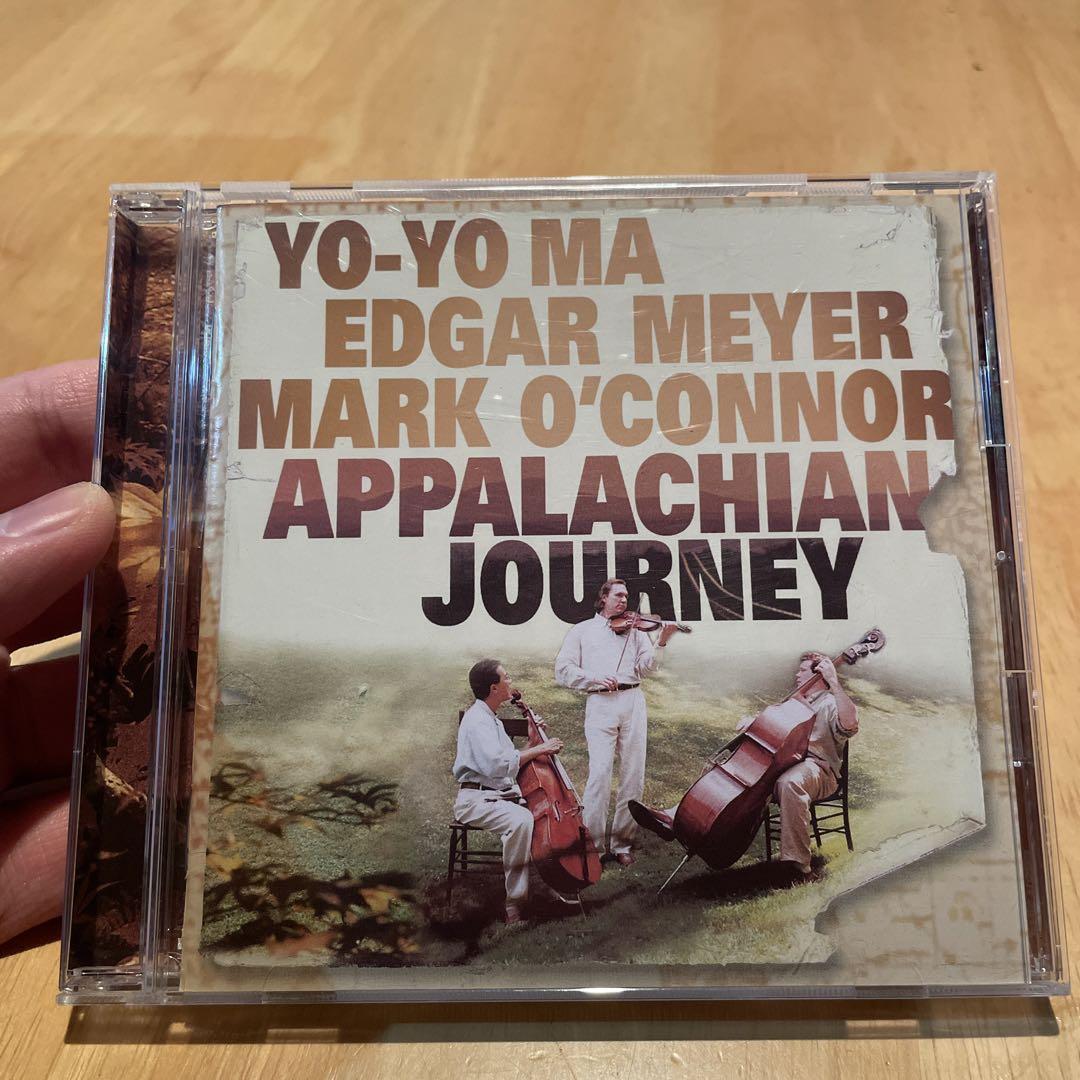 YO-YO MA
EDGAR MEYER
MARK O'CONNOR
APPALACHIAN
JOURNEY